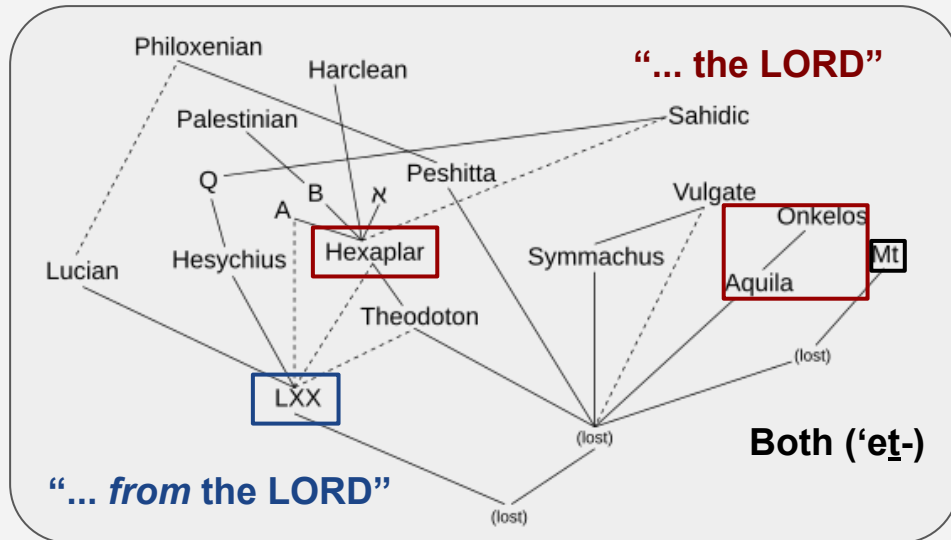 Philoxenian
Harclean
“... the LORD”
Palestinian
Sahidic
Q
B
א
Peshitta
A
Vulgate
Onkelos
Lucian
Hesychius
Hexaplar
Symmachus
Mt
Aquila
Theodoton
(lost)
LXX
(lost)
Both (‘et-)
“... from the LORD”
(lost)